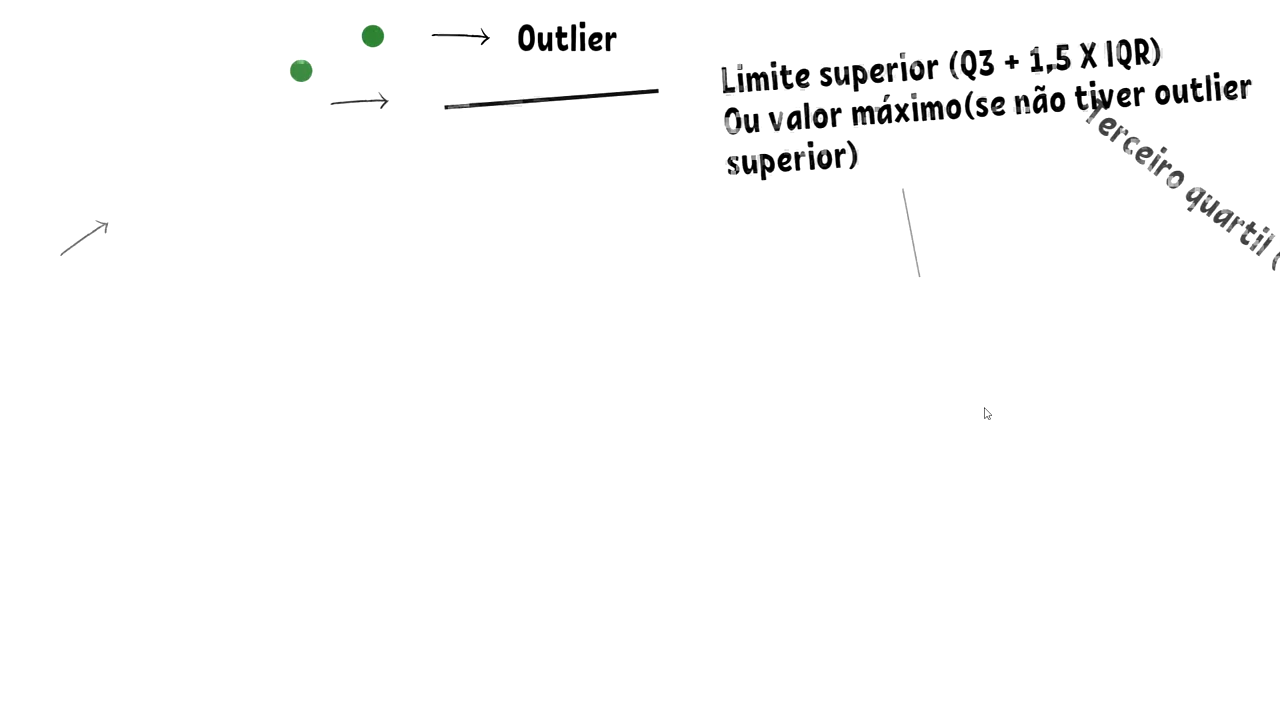 Outlier
Limite superior (Q3 + 1,5 X IQR)
Ou valor máximo(se não tiver outlier
superior)
Terceiro quartil (